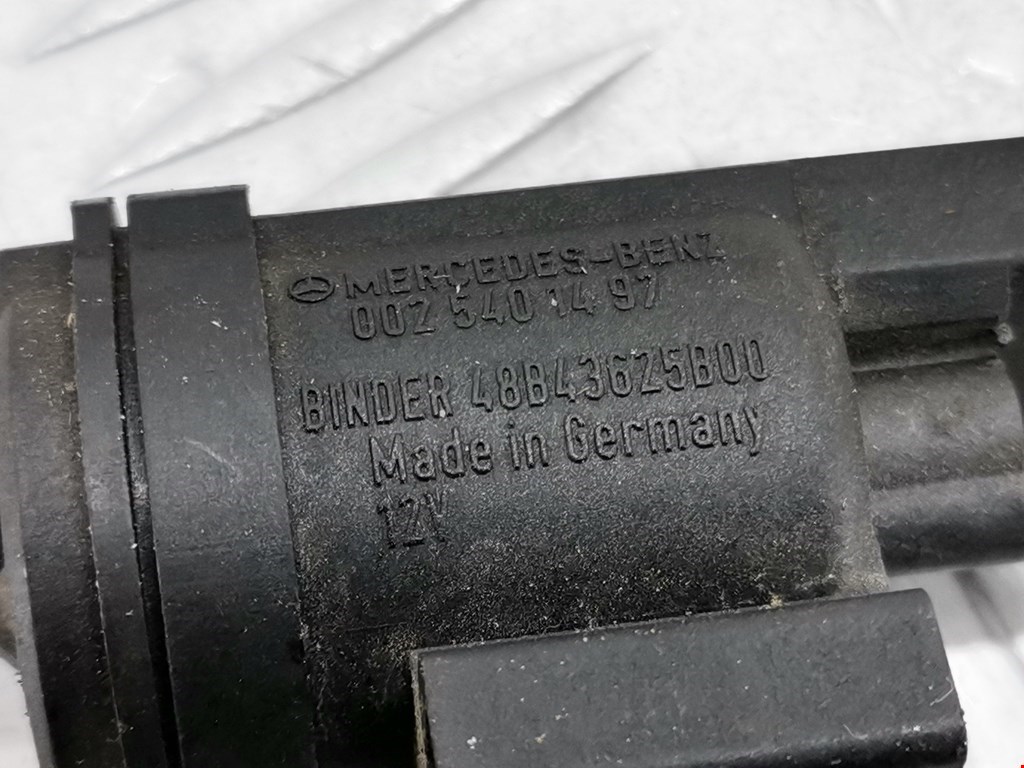 MERCEDES-BENZ
002 540 14 97
BINDER 48B43625B00
Made in Germany
12V